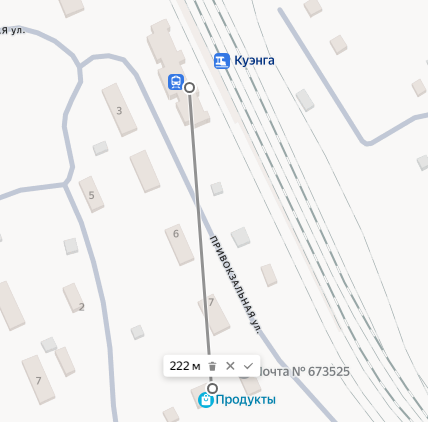 я ул.
Куэнга
3
5
6
ПРИВОКЗАЛЬНАЯ УЛ.
2
7
7
222 м
Почта № 673525
Продукты